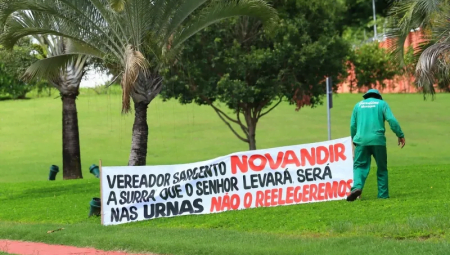 VEREADOR SARGENTO NOVANDIR
A SURRA QUE O SENHOR LEVARÁ SERÁ
NAS URNAS NÃO O REELEGEREMOS